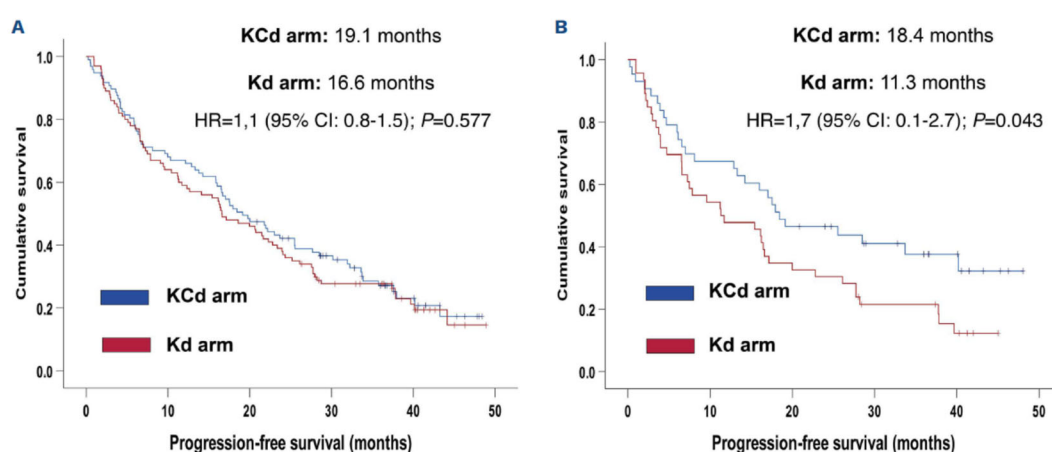 A
KCd arm: 19.1 months
Kd arm: 16.6 months
HR=1,1 (95% CI: 0.8-1.5); P=0.577
Cumulative survival
1.0
0.8
0.6
0.4
0.2
0.0
KCd arm
Kd arm
0 10 20 30 40 50
Progression-free survival (months)
B
KCd arm: 18.4 months
Kd arm: 11.3 months
HR=1,7 (95% CI: 0.1-2.7); P=0.043
Cumulative survival
1.0
0.8
0.6
0.4
0.2
0.0
KCd arm
Kd arm
0 10 20 30 40 50
Progression-free survival (months)